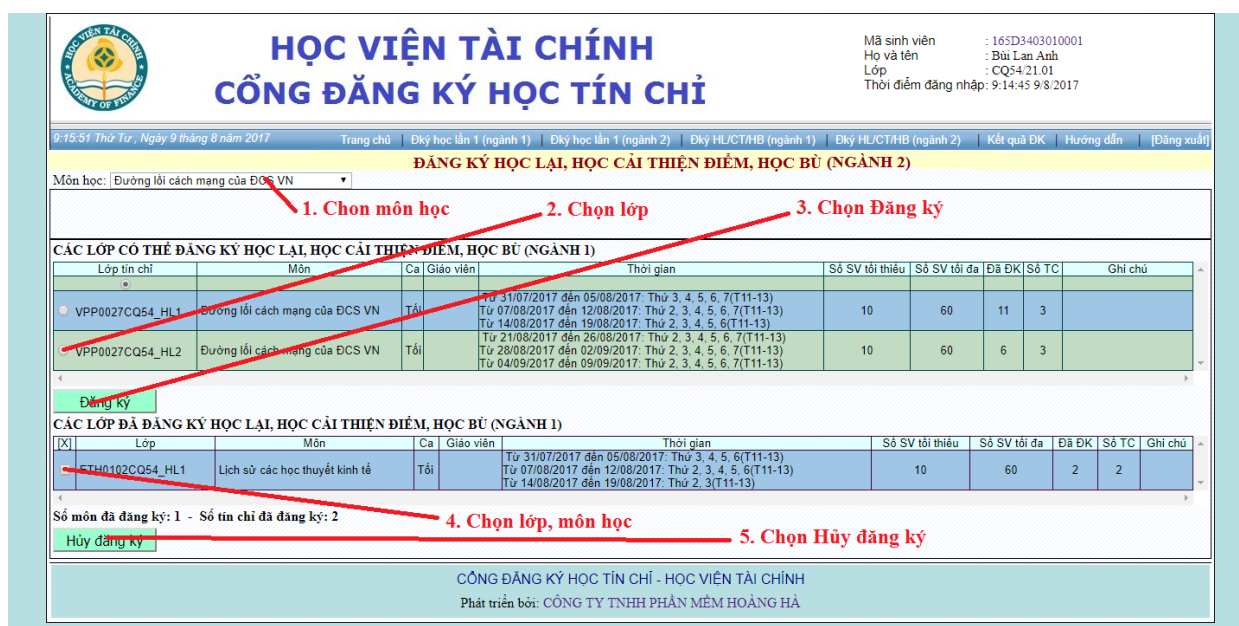 HỌC VIỆN TÀI CHÍNH
ACADEMY OF FINANCE
HỌC VIỆN TÀI CHÍNH
CỔNG ĐĂNG KÝ HỌC TÍN CHỈ
Mã sinh viên : 165D3403010001
Họ và tên : Bùi Lan Anh
Lớp : CQ54/21.01
Thời điểm đăng nhập: 9:14:45 9/8/2017
9:15:51 Thứ Tư , Ngày 9 tháng 8 năm 2017 Trang chủ | Đký học lần 1 (ngành 1) | Đký học lần 1 (ngành 2) | Đký HL/CT/HB (ngành 1) | Đký HL/CT/HB (ngành 2) | Kết quả ĐK | Hướng dẫn | [Đăng xuất]
ĐĂNG KÝ HỌC LẠI, HỌC CẢI THIỆN ĐIỂM, HỌC BÙ (NGÀNH 2)
Môn học: Đường lối cách mạng của ĐCS VN
1. Chon môn học 2. Chọn lớp 3. Chọn Đăng ký
CÁC LỚP CÓ THỂ ĐĂNG KÝ HỌC LẠI, HỌC CẢI THIỆN ĐIỂM, HỌC BÙ (NGÀNH 1)
Lớp tín chỉ Môn Ca Giáo viên Thời gian Số SV tối thiểu Số SV tối đa Đã ĐK Số TC Ghi chú
Từ 31/07/2017 đến 05/08/2017: Thứ 3, 4, 5, 6, 7(T11-13)
VPP0027CQ54_HL1 Đường lối cách mạng của ĐCS VN Tối Từ 07/08/2017 đến 12/08/2017: Thứ 2, 3, 4, 5, 6, 7(T11-13) 10 60 11 3
Từ 14/08/2017 đến 19/08/2017: Thứ 2, 3, 4, 5, 6(T11-13)
Từ 21/08/2017 đến 26/08/2017: Thứ 2, 3, 4, 5, 6, 7(T11-13)
VPP0027CQ54_HL2 Đường lối cách mạng của ĐCS VN Tối Từ 28/08/2017 đến 02/09/2017: Thứ 2, 3, 4, 5, 6, 7(T11-13) 10 60 6 3
Từ 04/09/2017 đến 09/09/2017: Thứ 2, 3, 4, 5, 6, 7(T11-13)
Đăng ký
CÁC LỚP ĐÃ ĐĂNG KÝ HỌC LẠI, HỌC CẢI THIỆN ĐIỂM, HỌC BÙ (NGÀNH 1)
[X] Lớp Môn Ca Giáo viên Thời gian Số SV tối thiểu Số SV tối đa Đã ĐK Số TC Ghi chú
Từ 31/07/2017 đến 05/08/2017: Thứ 3, 4, 5, 6(T11-13)
ETH0102CQ54_HL1 Lịch sử các học thuyết kinh tế Tối Từ 07/08/2017 đến 12/08/2017: Thứ 2, 3, 4, 5, 6(T11-13) 10 60 2 2
Từ 14/08/2017 đến 19/08/2017: Thứ 2, 3(T11-13)
Số môn đã đăng ký: 1 - Số tín chỉ đã đăng ký: 2
4. Chọn lớp, môn học
Hủy đăng ký
5. Chọn Hủy đăng ký
CỔNG ĐĂNG KÝ HỌC TÍN CHỈ - HỌC VIỆN TÀI CHÍNH
Phát triển bởi: CÔNG TY TNHH PHẦN MỀM HOÀNG HÀ